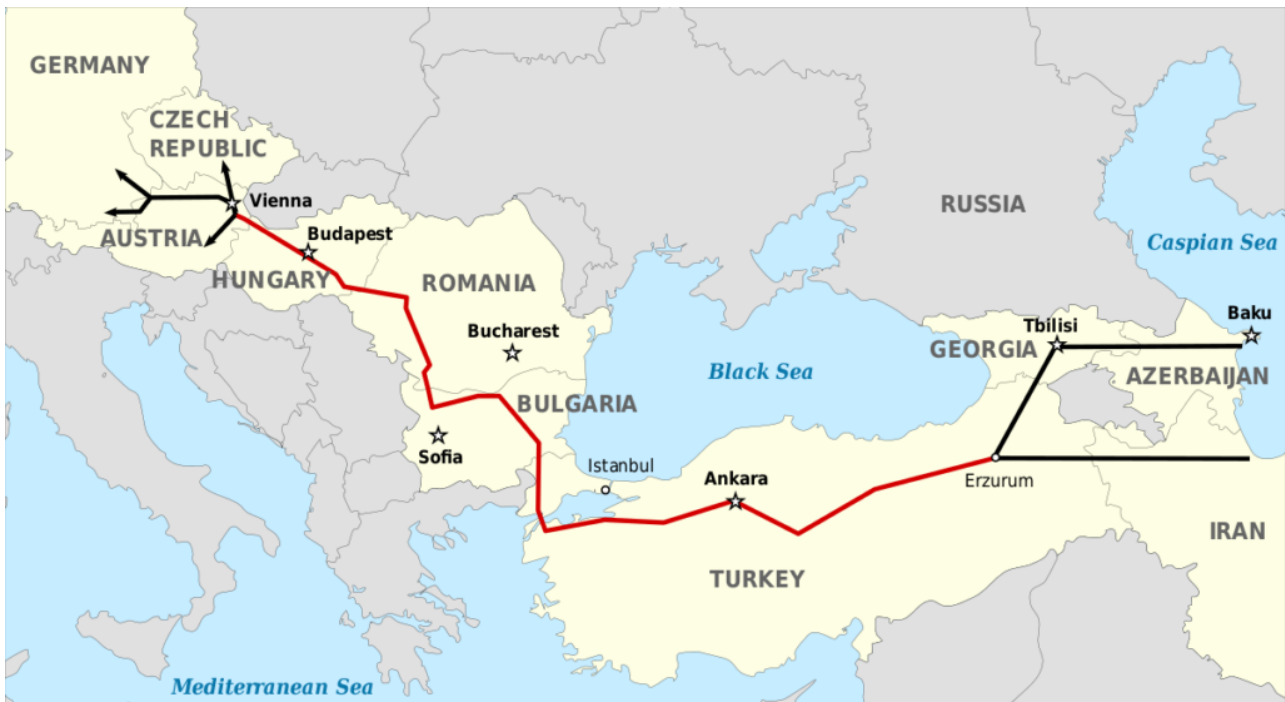 GERMANY
CZECH
REPUBLIC
Vienna
AUSTRIA
Budapest
HUNGARY
ROMANIA
Bucharest
BULGARIA
Sofia
Istanbul
Ankara
TURKEY
Black Sea
RUSSIA
Caspian Sea
Tbilisi
Baku
GEORGIA
AZERBAIJAN
Erzurum
IRAN
Mediterranean Sea